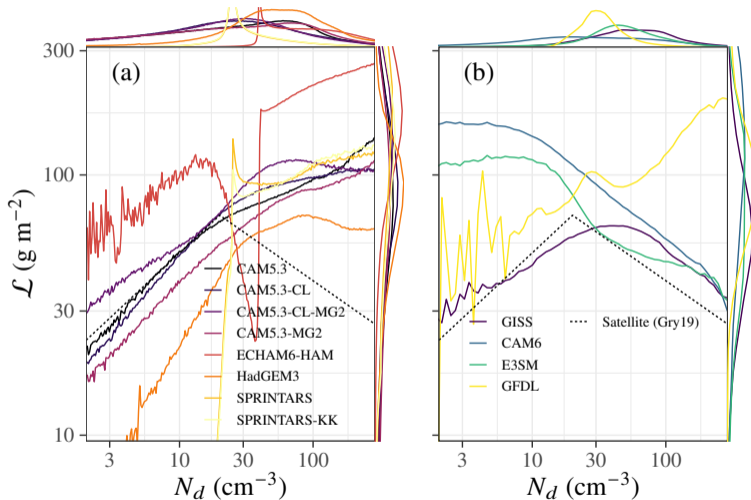 300
100
30
10
ℒ (g m⁻²)
(a)
CAM5.3
CAM5.3-CL
CAM5.3-CL-MG2
CAM5.3-MG2
ECHAM6-HAM
HadGEM3
SPRINTARS
SPRINTARS-KK
3 10 30 100
N_d (cm⁻³)
(b)
GISS
CAM6
E3SM
GFDL
Satellite (Gry19)
3 10 30 100
N_d (cm⁻³)